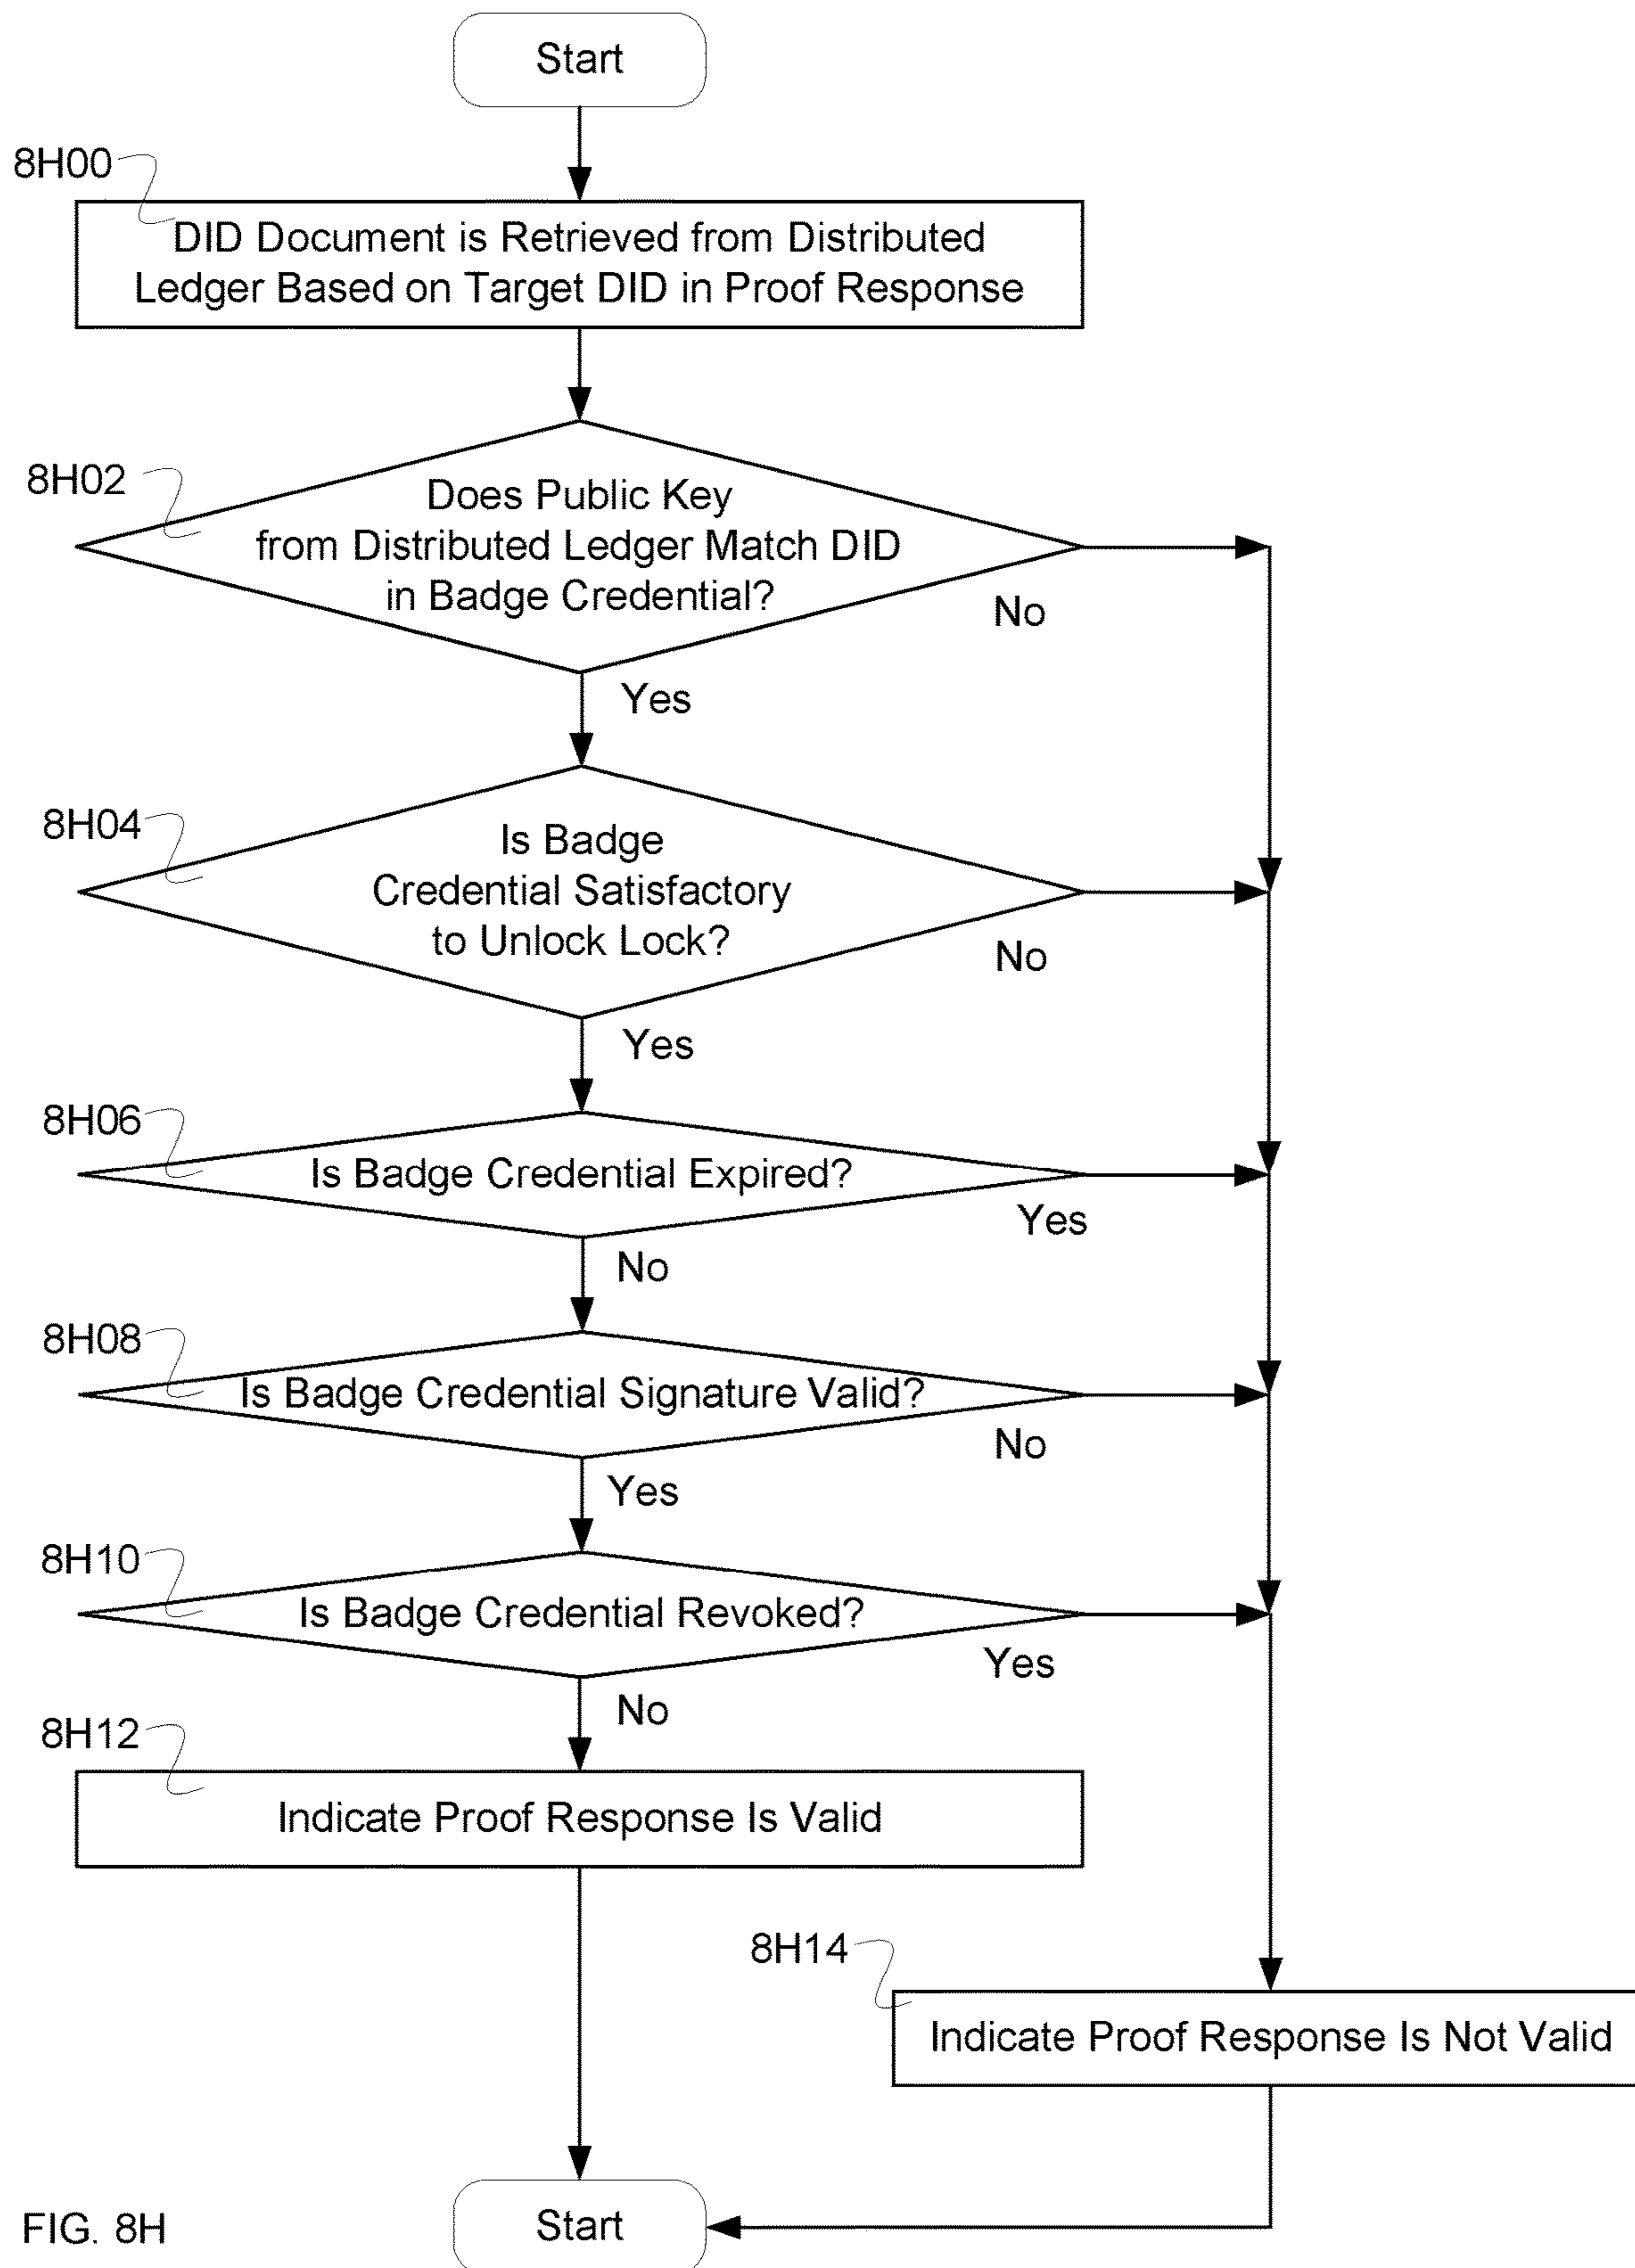 Start
8H00
DID Document is Retrieved from Distributed
Ledger Based on Target DID in Proof Response
8H02
Does Public Key
from Distributed Ledger Match DID
in Badge Credential?
No
Yes
8H04
Is Badge
Credential Satisfactory
to Unlock Lock?
No
Yes
8H06
Is Badge Credential Expired?
Yes
No
8H08
Is Badge Credential Signature Valid?
No
Yes
8H10
Is Badge Credential Revoked?
Yes
No
8H12
Indicate Proof Response Is Valid
8H14
Indicate Proof Response Is Not Valid
Start
FIG. 8H